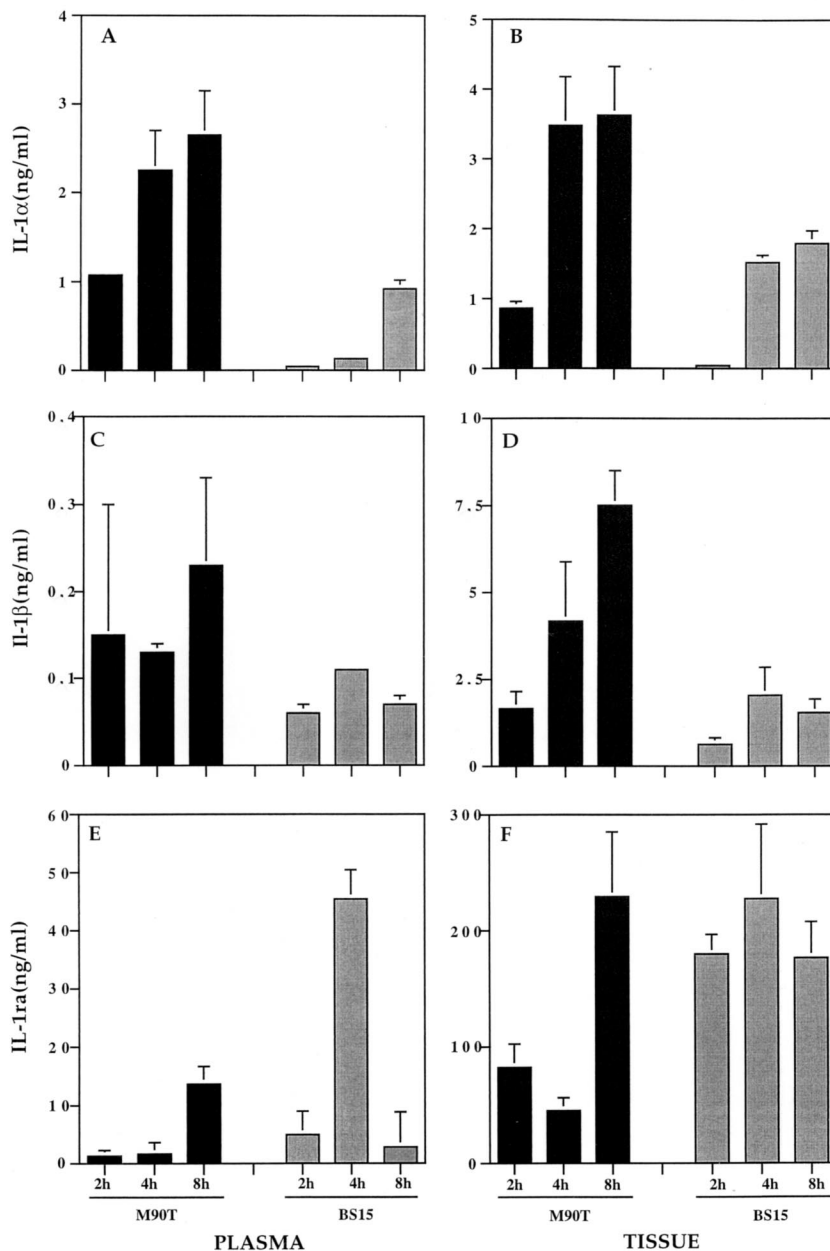 A
B
IL-1α(ng/ml)
4
3
2
1
0
5
4
3
2
1
0
C
D
Il-1β(ng/ml)
0.4
0.3
0.2
0.1
0
10
7.5
5
2.5
0
E
F
IL-1ra(ng/ml)
60
50
40
30
20
10
0
300
200
100
0
2h 4h 8h 2h 4h 8h 2h 4h 8h 2h 4h 8h
M90T BS15 M90T BS15
PLASMA TISSUE